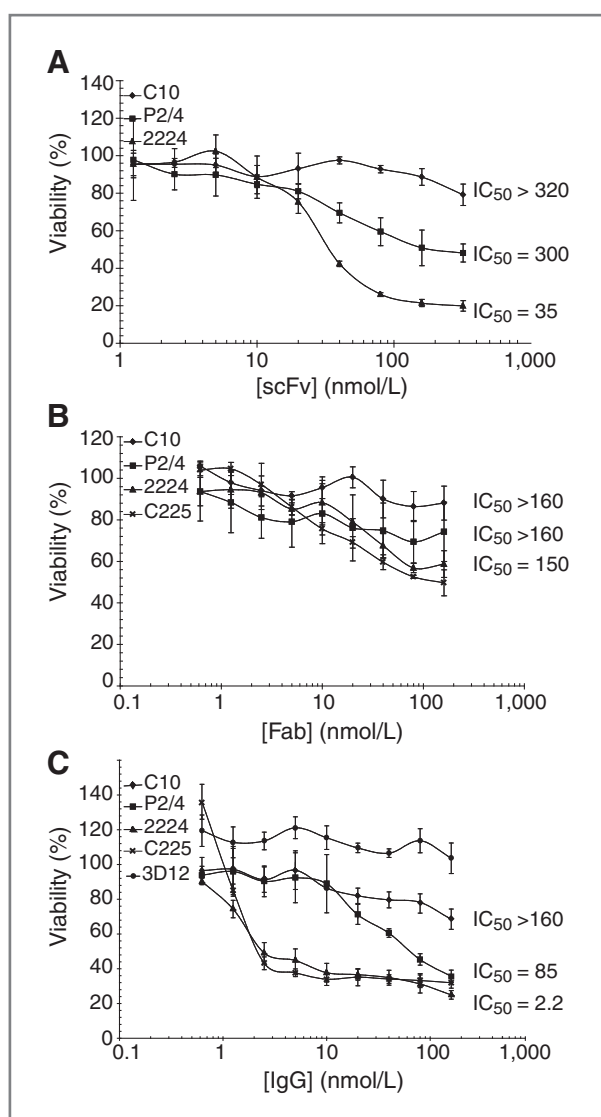 A
140
120
100
80
60
40
20
0
Viability (%)
C10
P2/4
2224
IC50 > 320
IC50 = 300
IC50 = 35
1 10 100 1,000
[scFv] (nmol/L)
B
120
100
80
60
40
20
0
Viability (%)
C10
P2/4
2224
C225
IC50 >160
IC50 >160
IC50 = 150
0.1 1 10 100 1,000
[Fab] (nmol/L)
C
140
120
100
80
60
40
20
0
Viability (%)
C10
P2/4
2224
C225
3D12
IC50 >160
IC50 = 85
IC50 = 2.2
0.1 1 10 100 1,000
[IgG] (nmol/L)